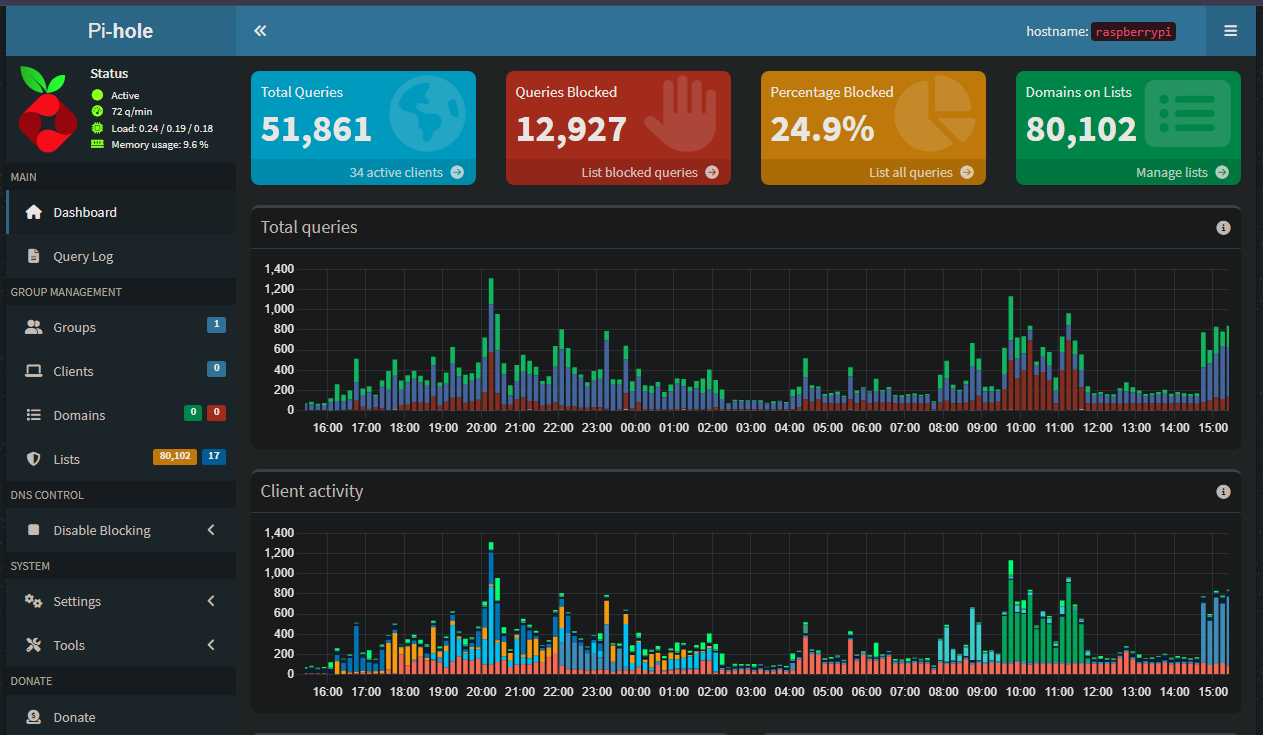 Pi-hole
hostname: raspberrypi
Status
Active
72 q/min
Load: 0.24 / 0.19 / 0.18
Memory usage: 9.6 %
MAIN
Dashboard
Query Log
GROUP MANAGEMENT
Groups 1
Clients 0
Domains 0 0
Lists 80,102 17
DNS CONTROL
Disable Blocking
SYSTEM
Settings
Tools
DONATE
Donate
Total Queries
51,861
34 active clients
Queries Blocked
12,927
List blocked queries
Percentage Blocked
24.9%
List all queries
Domains on Lists
80,102
Manage lists
Total queries
1,400
1,200
1,000
800
600
400
200
0
16:00 17:00 18:00 19:00 20:00 21:00 22:00 23:00 00:00 01:00 02:00 03:00 04:00 05:00 06:00 07:00 08:00 09:00 10:00 11:00 12:00 13:00 14:00 15:00
Client activity
1,400
1,200
1,000
800
600
400
200
0
16:00 17:00 18:00 19:00 20:00 21:00 22:00 23:00 00:00 01:00 02:00 03:00 04:00 05:00 06:00 07:00 08:00 09:00 10:00 11:00 12:00 13:00 14:00 15:00